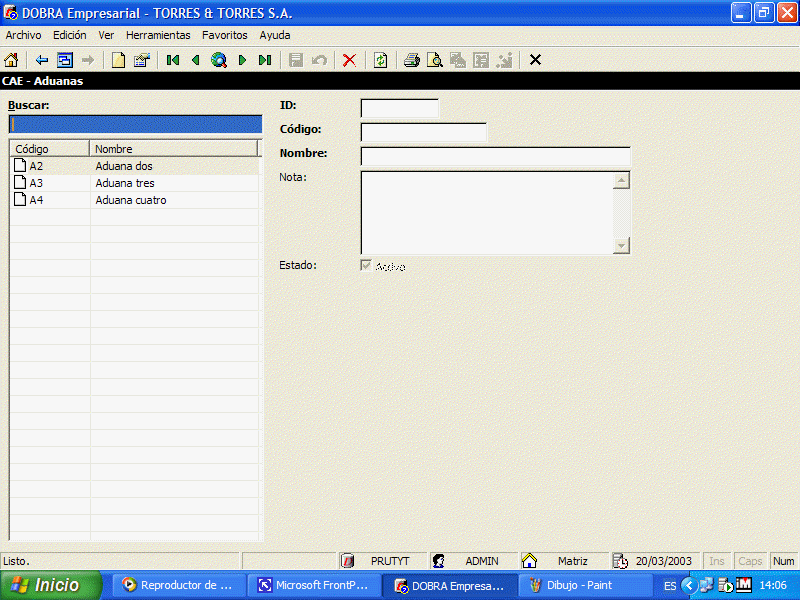 DOBRA Empresarial - TORRES & TORRES S.A.
Archivo Edición Ver Herramientas Favoritos Ayuda
CAE - Aduanas
Buscar:
Código Nombre
A2 Aduana dos
A3 Aduana tres
A4 Aduana cuatro
ID:
Código:
Nombre:
Nota:
Estado: Activo
Listo. PRUTYT ADMIN Matriz 20/03/2003 Ins Caps Num
Inicio Reproductor de ... Microsoft FrontP... DOBRA Empresa... Dibujo - Paint ES 14:06